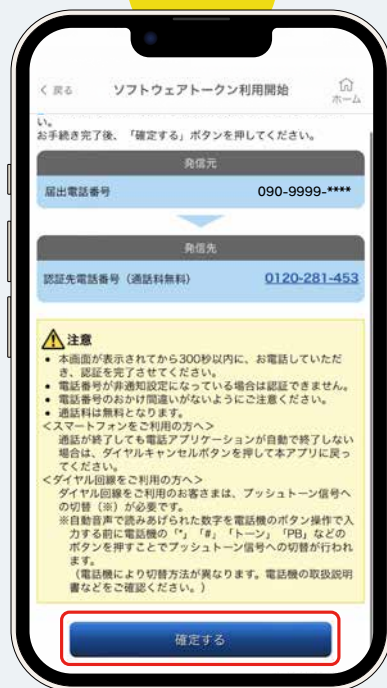 く 戻る ソフトウェアトークン利用開始 ホーム
い。
お手続き完了後、「確定する」ボタンを押してください。
発信元
届出電話番号 090-9999-****
発信先
認証先電話番号（通話料無料） 0120-281-453
注意
• 本画面が表示されてから300秒以内に、お電話していただ
き、認証を完了させてください。
• 電話番号が非通知設定になっている場合は認証できません。
• 電話番号のおかけ間違いがないようにご注意ください。
• 通話料は無料となります。
＜スマートフォンをご利用の方へ＞
通話が終了しても電話アプリケーションが自動で終了しない
場合は、ダイヤルキャンセルボタンを押して本アプリに戻っ
てください。
＜ダイヤル回線をご利用の方へ＞
ダイヤル回線をご利用のお客さまは、プッシュトーン信号へ
の切替（※）が必要です。
※自動音声で読みあげられた数字を電話機のボタン操作で入
力する前に電話機の「*」「#」「トーン」「PB」などの
ボタンを押すことでプッシュトーン信号への切替が行われ
ます。
（電話機により切替方法が異なります。電話機の取扱説明
書などをご確認ください。）
確定する